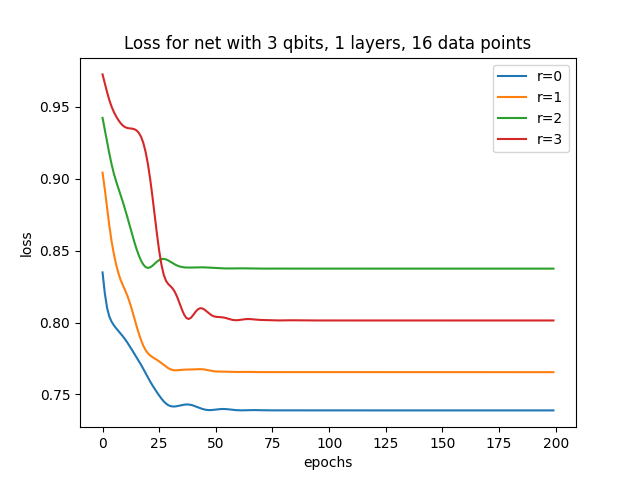 Loss for net with 3 qbits, 1 layers, 16 data points
r=0
r=1
r=2
r=3
loss
0.95
0.90
0.85
0.80
0.75
0 25 50 75 100 125 150 175 200
epochs